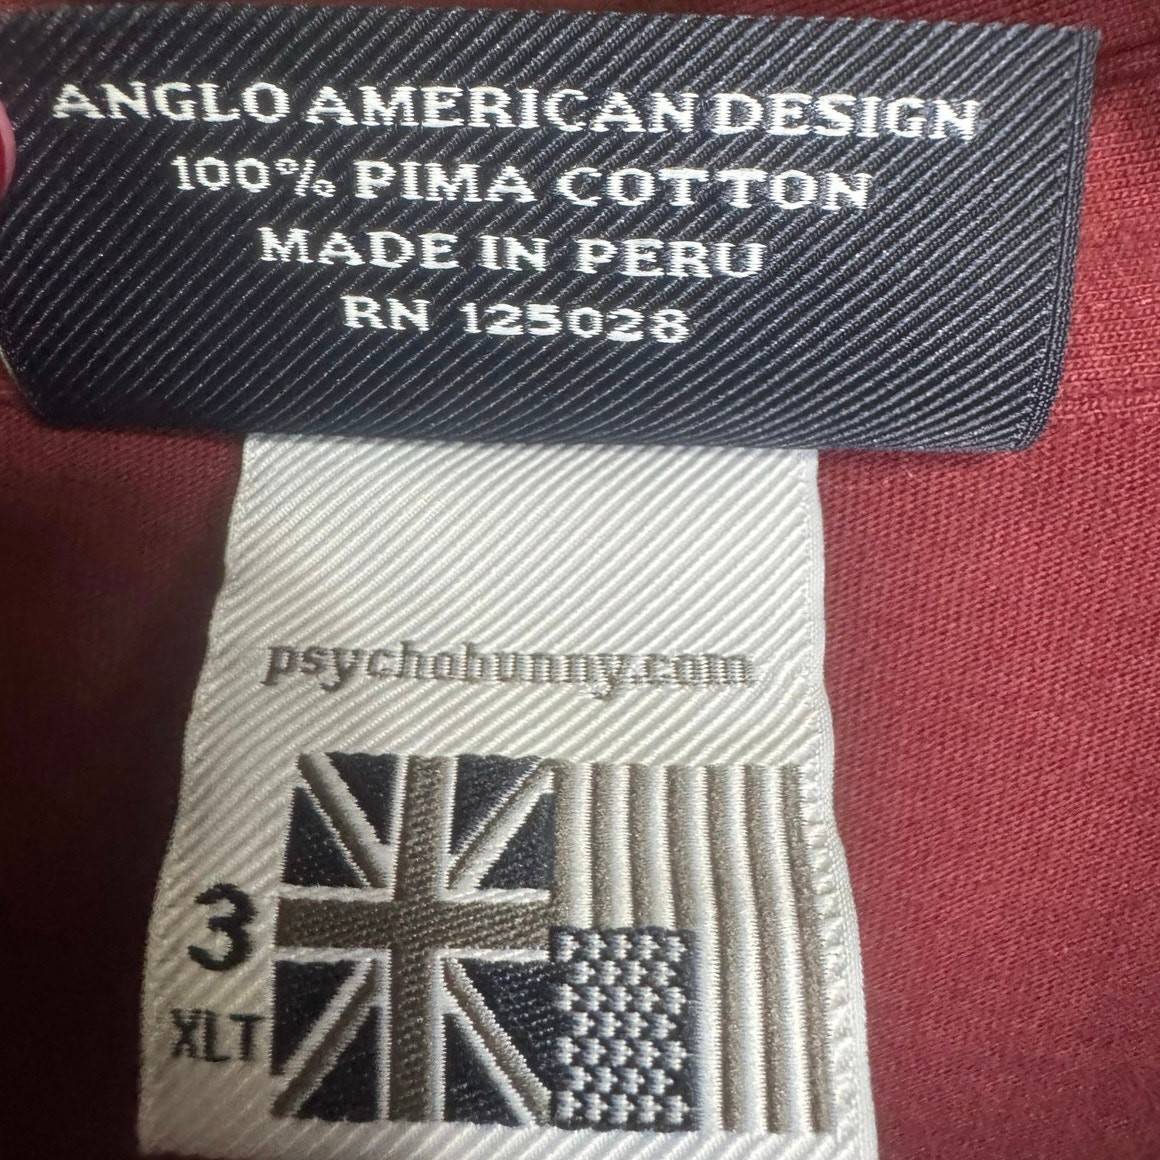 ANGLO AMERICAN DESIGN
100% PIMA COTTON
MADE IN PERU
RN 125028
psychobunny.com
3
XLT